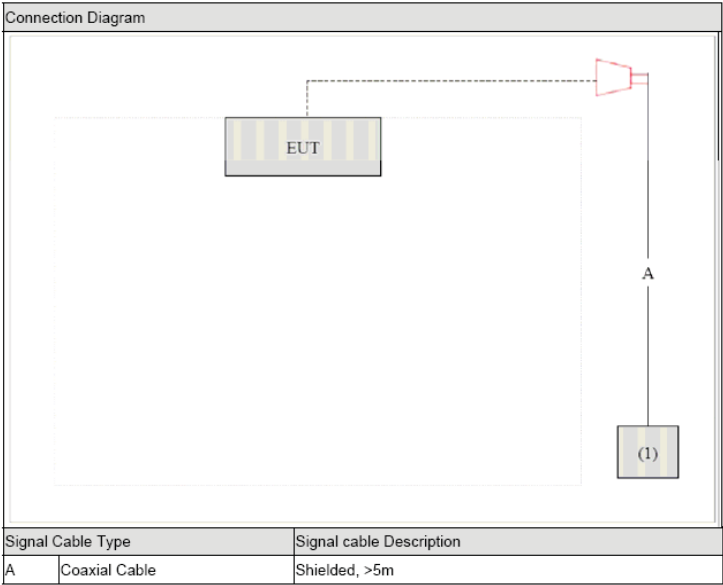 Connection Diagram
EUT
A
(1)
Signal Cable Type Signal cable Description
A Coaxial Cable Shielded, >5m